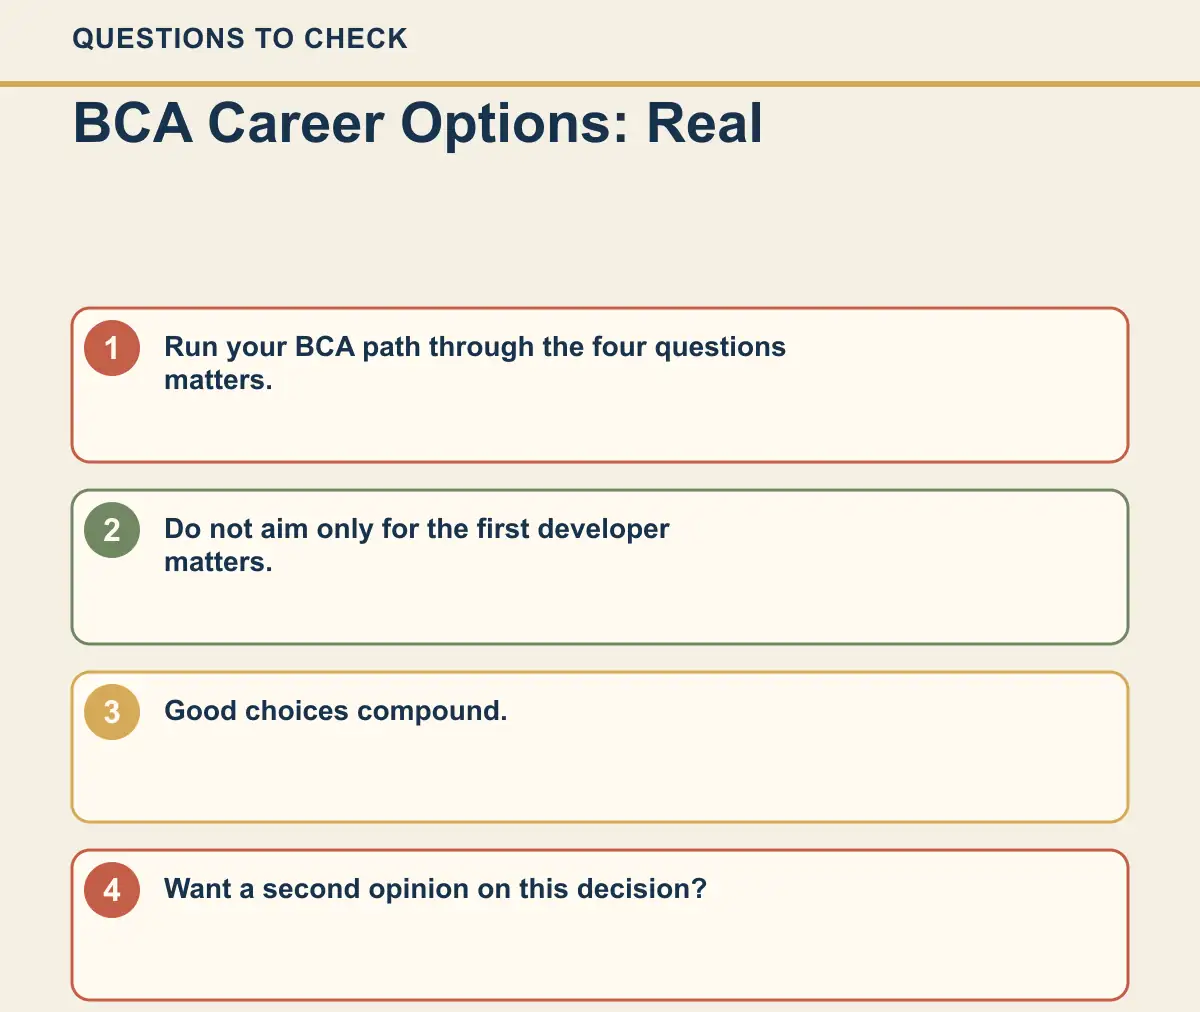 QUESTIONS TO CHECK
BCA Career Options: Real
1
Run your BCA path through the four questions
matters.
2
Do not aim only for the first developer
matters.
3
Good choices compound.
4
Want a second opinion on this decision?